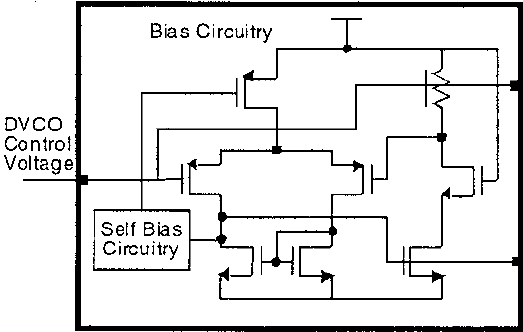 Bias Circuitry
DVCO
Control
Voltage
Self Bias
Circuitry